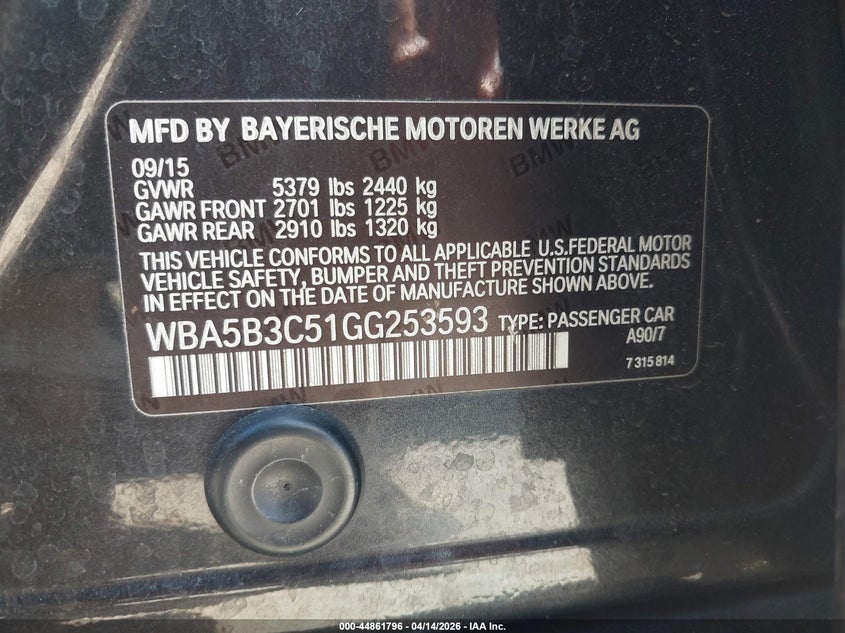 MFD BY BAYERISCHE MOTOREN WERKE AG
09/15
GVWR 5379 lbs 2440 kg
GAWR FRONT 2701 lbs 1225 kg
GAWR REAR 2910 lbs 1320 kg
THIS VEHICLE CONFORMS TO ALL APPLICABLE U.S.FEDERAL MOTOR
VEHICLE SAFETY, BUMPER AND THEFT PREVENTION STANDARDS
IN EFFECT ON THE DATE OF MANUFACTURE SHOWN ABOVE.
WBA5B3C51GG253593 TYPE: PASSENGER CAR
A90/7
7 315 814
000-44861796 - 04/14/2026 - IAA Inc.